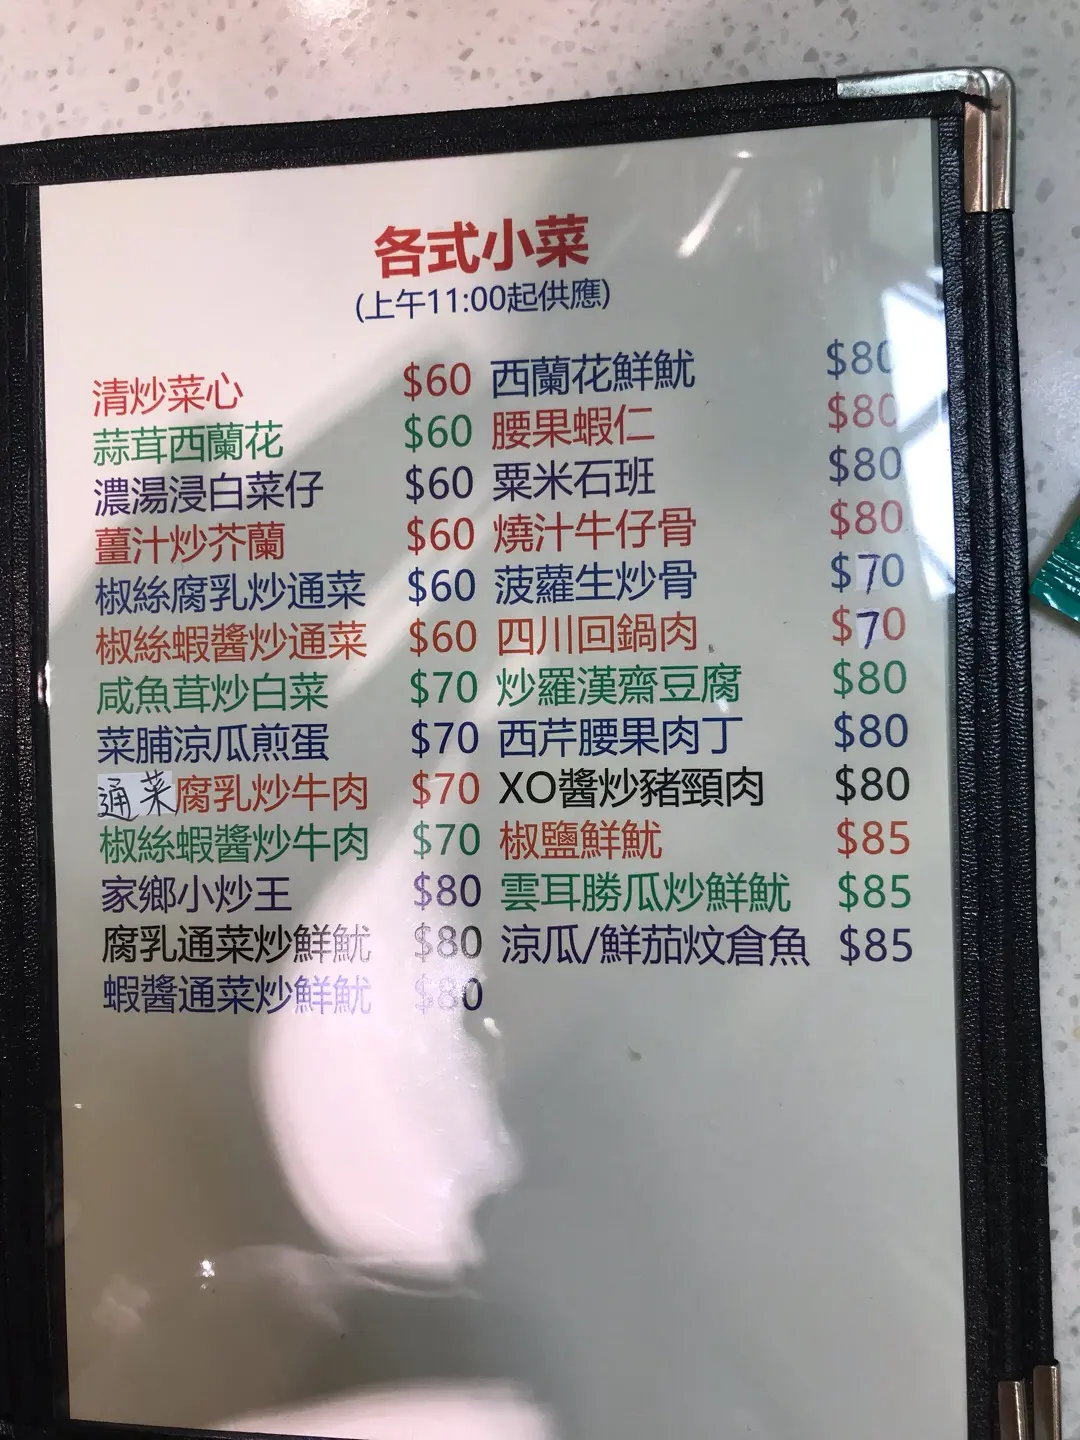 各式小菜
(上午11:00起供應)
清炒菜心 $60
蒜茸西蘭花 $60
濃湯浸白菜仔 $60
薑汁炒芥蘭 $60
椒絲腐乳炒通菜 $60
椒絲蝦醬炒通菜 $60
咸魚茸炒白菜 $70
菜脯涼瓜煎蛋 $70
通菜腐乳炒牛肉 $70
椒絲蝦醬炒牛肉 $70
家鄉小炒王 $80
腐乳通菜炒鮮魷 $80
蝦醬通菜炒鮮魷 $80
西蘭花鮮魷 $80
腰果蝦仁 $80
粟米石班 $80
燒汁牛仔骨 $80
菠蘿生炒骨 $70
四川回鍋肉 $70
炒羅漢齋豆腐 $80
西芹腰果肉丁 $80
XO醬炒豬頸肉 $80
椒鹽鮮魷 $85
雲耳勝瓜炒鮮魷 $85
涼瓜/鮮茄炆倉魚 $85